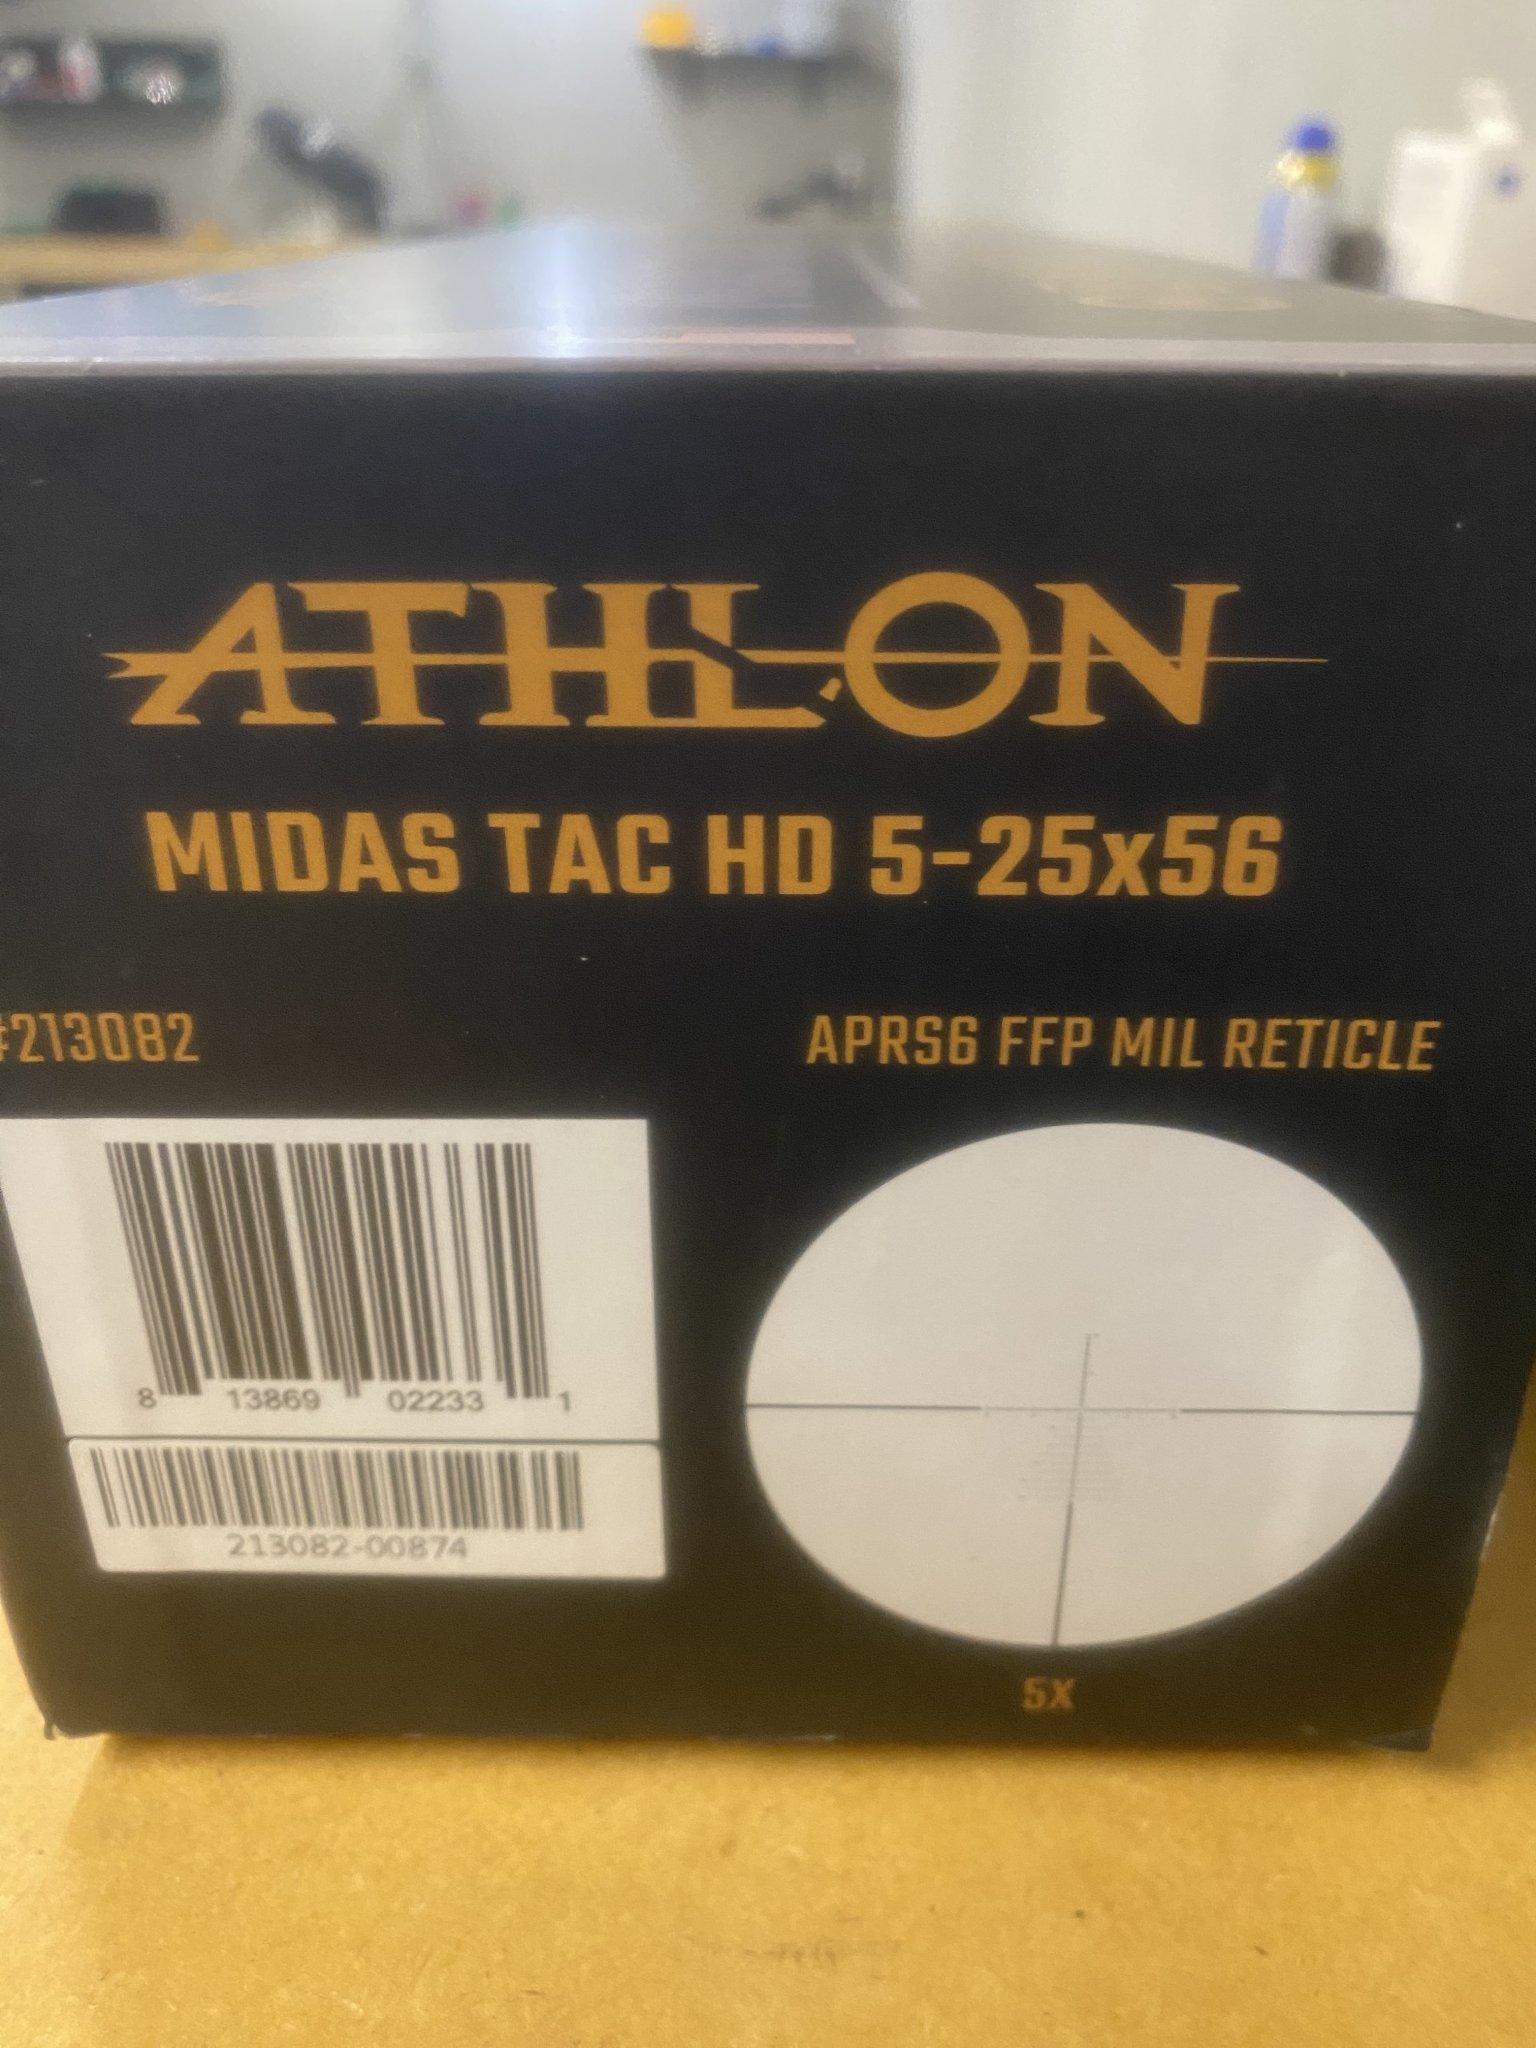 ATHLON
MIDAS TAC HD 5-25x56
#213082
APRS6 FFP MIL RETICLE
8 13869 02233 1
213082-00874
5X